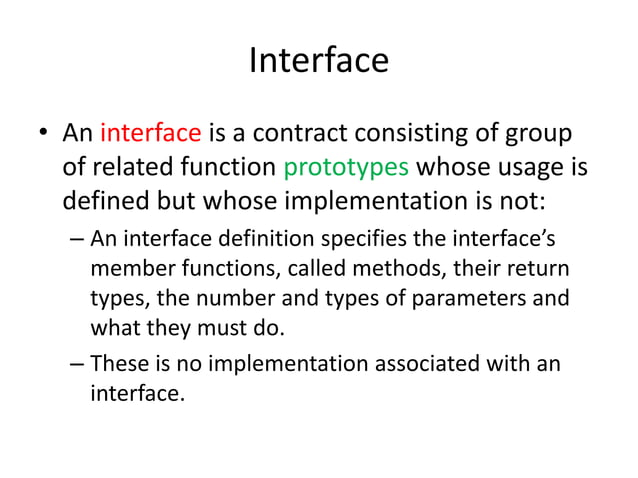 Interface
• An interface is a contract consisting of group
of related function prototypes whose usage is
defined but whose implementation is not:
– An interface definition specifies the interface’s
member functions, called methods, their return
types, the number and types of parameters and
what they must do.
– These is no implementation associated with an
interface.